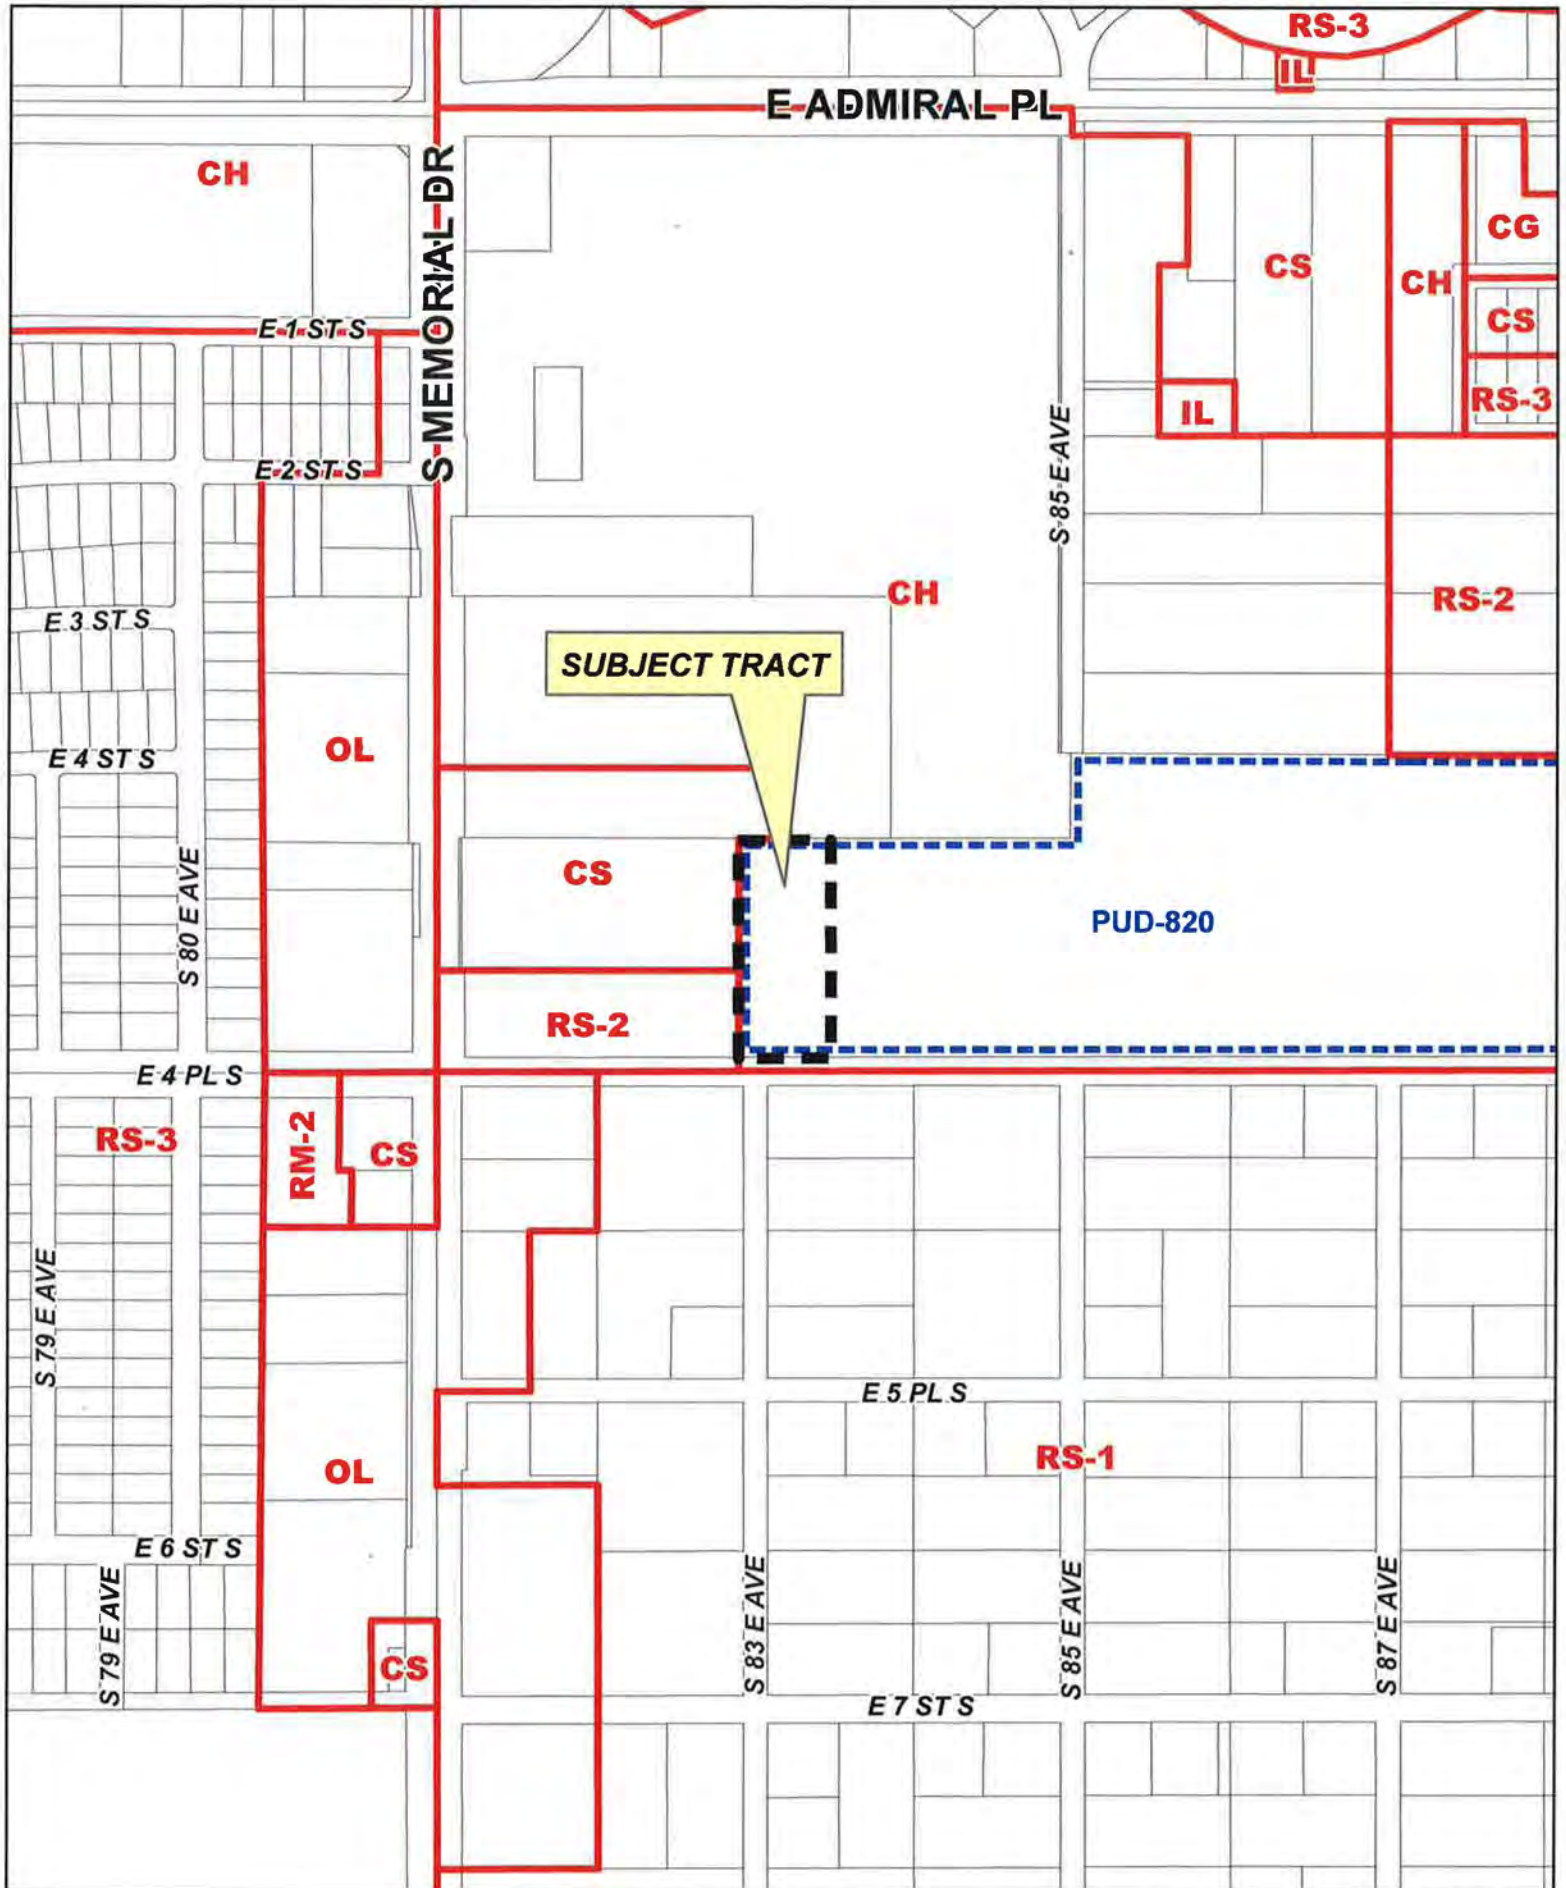 RS-3
IL
E ADMIRAL PL
CH
S MEMORIAL DR
CG
CS
CH
CS
E 1 ST S
RS-3
IL
E 2 ST S
S 85 E AVE
CH
RS-2
E 3 ST S
SUBJECT TRACT
OL
E 4 ST S
CS
S 80 E AVE
PUD-820
RS-2
E 4 PL S
RS-3
RM-2
CS
S 79 E AVE
E 5 PL S
RS-1
OL
E 6 ST S
S 79 E AVE
S 83 E AVE
S 85 E AVE
S 87 E AVE
CS
E 7 ST S